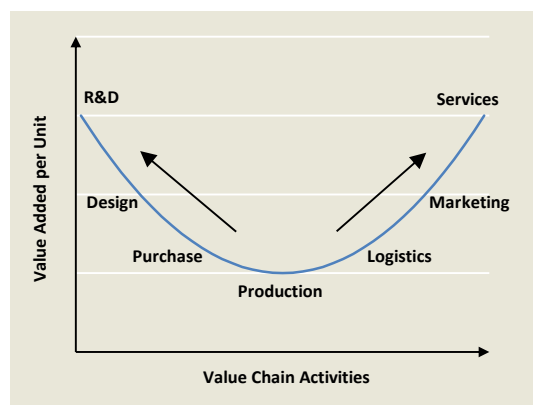 R&D
Services
Value Added per Unit
Design
Marketing
Purchase
Logistics
Production
Value Chain Activities